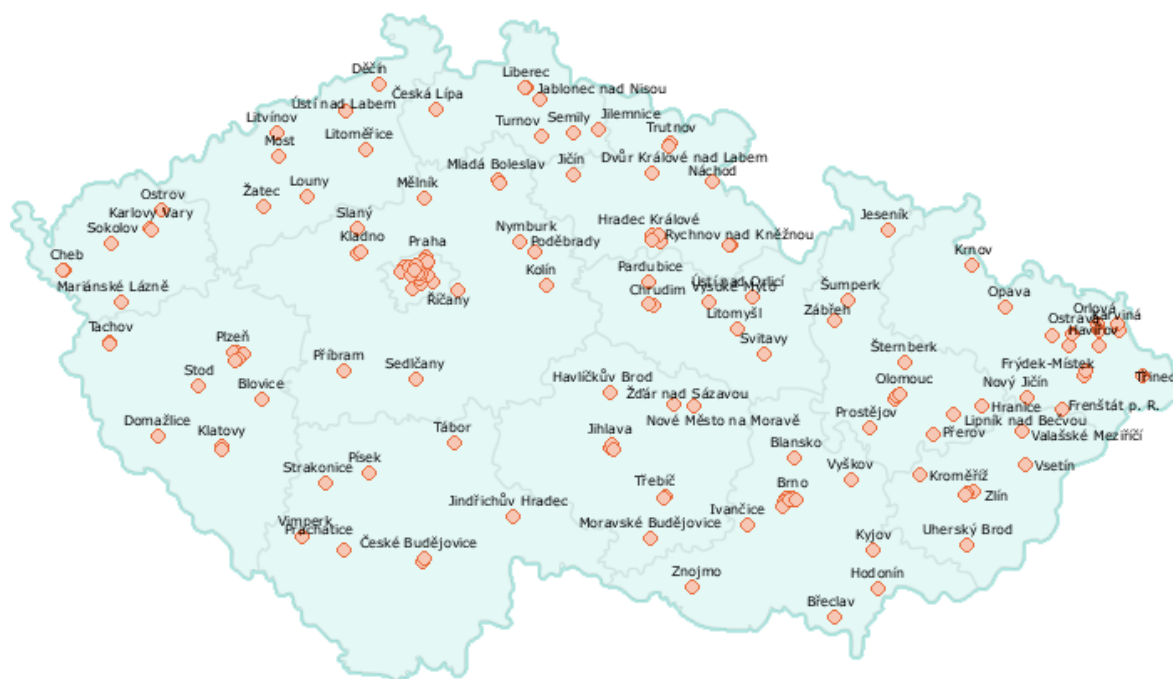 Děčín
Liberec
Česká Lípa
Jablonec nad Nisou
Ústí nad Labem
Litvínov
Turnov
Semily
Jilemnice
Litoměřice
Trutnov
Most
Mladá Boleslav
Jičín
Dvůr Králové nad Labem
Náchod
Ostrov
Žatec
Louny
Mělník
Karlovy Vary
Sokolov
Slaný
Nymburk
Hradec Králové
Jeseník
Kladno
Praha
Poděbrady
Rychnov nad Kněžnou
Cheb
Krnov
Kolín
Pardubice
Ústí nad Orlicí
Mariánské Lázně
Říčany
Chrudim
Vysoké Mýto
Šumperk
Opava
Orlová
Zábřeh
Litomyšl
Karviná
Tachov
Ostrava
Plzeň
Svitavy
Havířov
Příbram
Sedlčany
Šternberk
Frýdek-Místek
Třinec
Stod
Blovice
Havlíčkův Brod
Žďár nad Sázavou
Olomouc
Nový Jičín
Prostějov
Hranice
Frenštát p. R.
Nové Město na Moravě
Lipník nad Bečvou
Domažlice
Klatovy
Tábor
Jihlava
Blansko
Přerov
Valašské Meziříčí
Strakonice
Písek
Vyškov
Vsetín
Třebíč
Brno
Kroměříž
Zlín
Jindřichův Hradec
Ivančice
Vimperk
Prachatice
Moravské Budějovice
České Budějovice
Kyjov
Uherský Brod
Znojmo
Hodonín
Břeclav